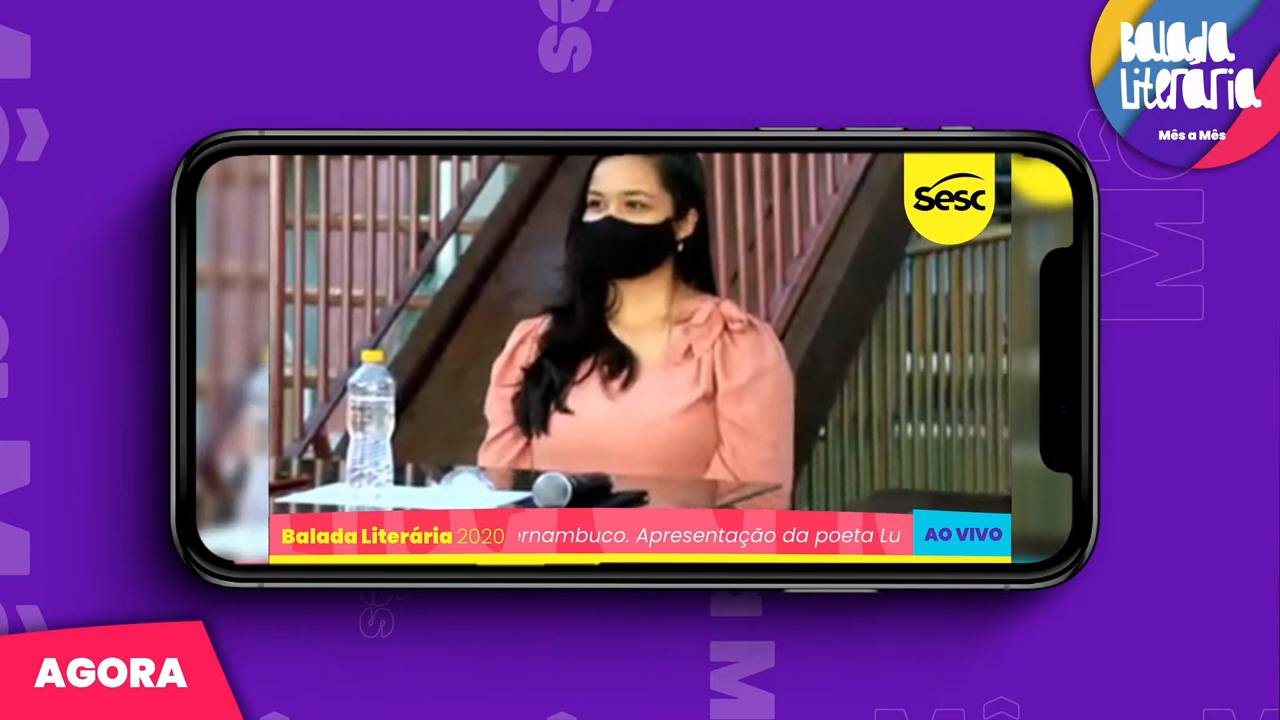 Balada
Literária
Mês a Mês
Sesc
Balada Literária 2020 ernambuco. Apresentação da poeta Lu AO VIVO
AGORA